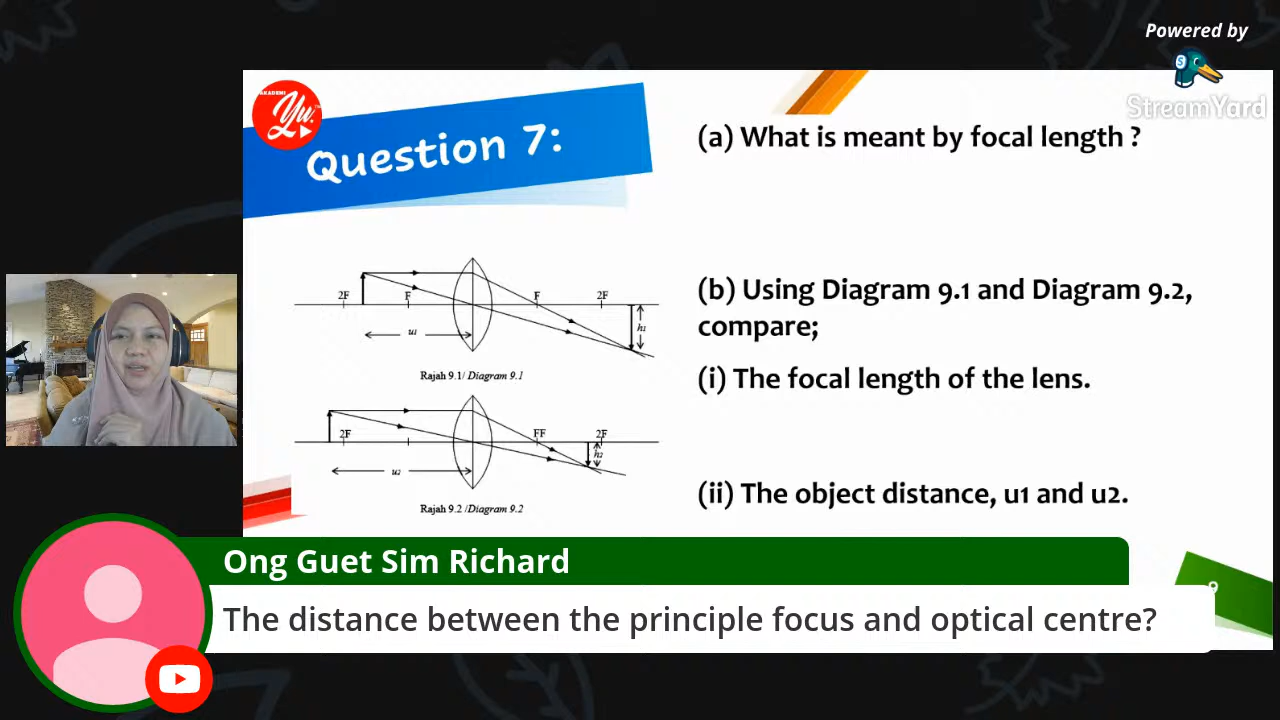 Powered by
StreamYard
AKADEMI
Yu.
Question 7:
(a) What is meant by focal length ?
2F
F
F
2F
u1
h1
Rajah 9.1/ Diagram 9.1
2F
FF
2F
u2
h2
Rajah 9.2 /Diagram 9.2
(b) Using Diagram 9.1 and Diagram 9.2,
compare;
(i) The focal length of the lens.
(ii) The object distance, u1 and u2.
9
Ong Guet Sim Richard
The distance between the principle focus and optical centre?